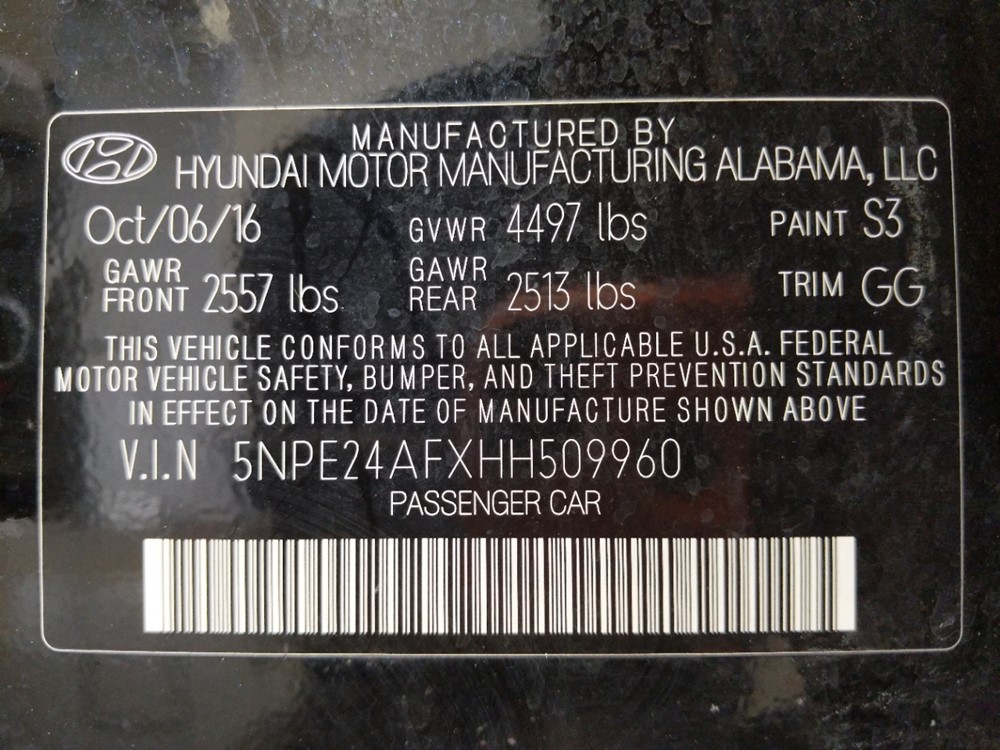 MANUFACTURED BY
HYUNDAI MOTOR MANUFACTURING ALABAMA, LLC
Oct/06/16 GVWR 4497 lbs PAINT S3
GAWR FRONT 2557 lbs GAWR REAR 2513 lbs TRIM GG
THIS VEHICLE CONFORMS TO ALL APPLICABLE U.S.A. FEDERAL
MOTOR VEHICLE SAFETY, BUMPER, AND THEFT PREVENTION STANDARDS
IN EFFECT ON THE DATE OF MANUFACTURE SHOWN ABOVE
V.I.N 5NPE24AFXHH509960
PASSENGER CAR